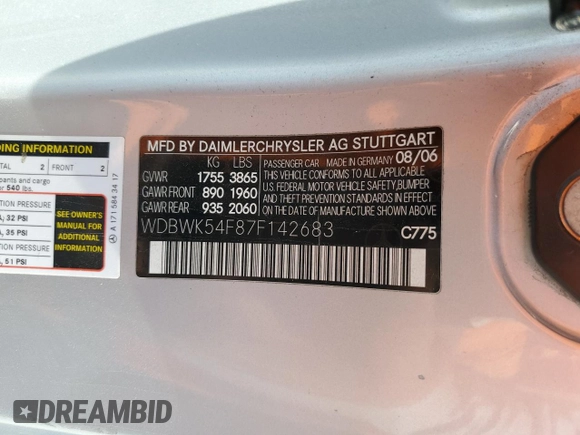 DING INFORMATION
TAL 2 FRONT 2
pants and cargo
r 540 lbs.
TION PRESSURE
A, 32 PSI
TION PRESSURE
A, 35 PSI
TION PRESSURE
A, 51 PSI
SEE OWNER'S
MANUAL FOR
ADDITIONAL
INFORMATION
A 171 584 34 17
MFD BY DAIMLERCHRYSLER AG STUTTGART
KG LBS
GVWR 1755 3865
GAWR FRONT 890 1960
GAWR REAR 935 2060
PASSENGER CAR MADE IN GERMANY 08/06
THIS VEHICLE CONFORMS TO ALL APPLICABLE
U.S. FEDERAL MOTOR VEHICLE SAFETY,BUMPER
AND THEFT PREVENTION STANDARDS IN EFFECT
ON THE DATE OF MANUFACTURE SHOWN ABOVE.
WDBWK54F87F142683 C775
DREAMBID